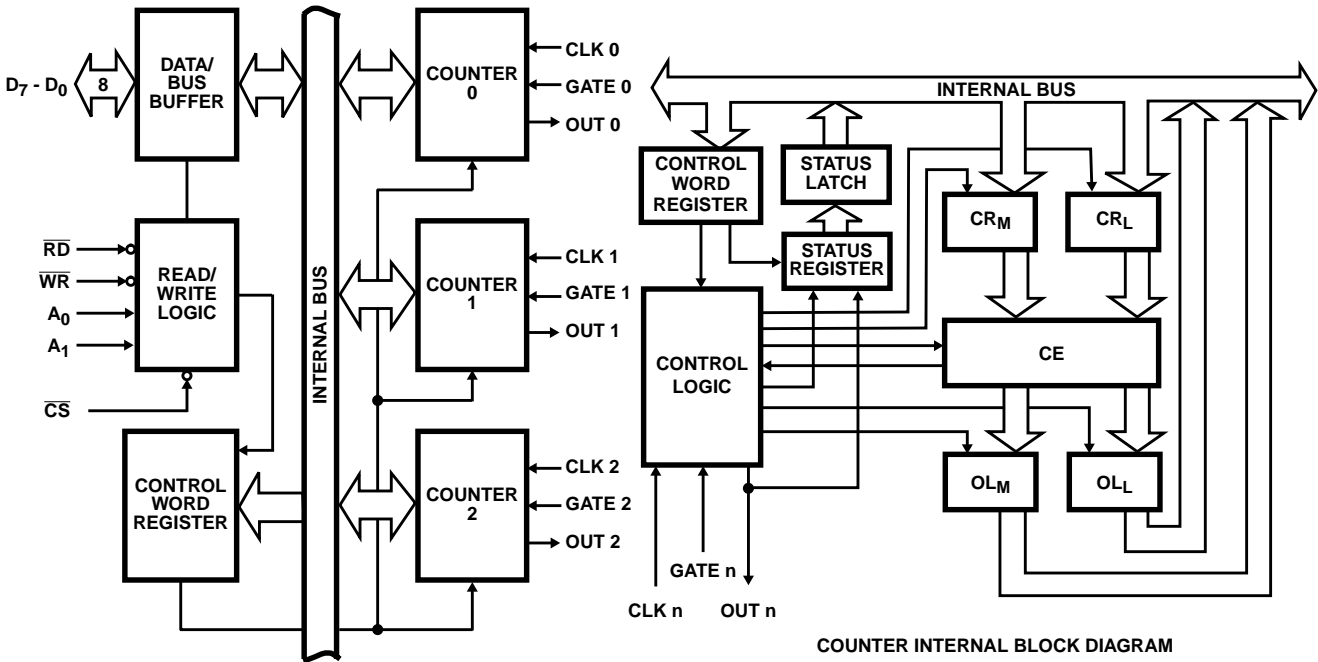 D7 - D0
8
DATA/
BUS
BUFFER
RD
WR
A0
A1
CS
READ/
WRITE
LOGIC
CONTROL
WORD
REGISTER
INTERNAL BUS
COUNTER
0
CLK 0
GATE 0
OUT 0
COUNTER
1
CLK 1
GATE 1
OUT 1
COUNTER
2
CLK 2
GATE 2
OUT 2
INTERNAL BUS
CONTROL
WORD
REGISTER
STATUS
LATCH
STATUS
REGISTER
CONTROL
LOGIC
CRM
CRL
CE
OLM
OLL
GATE n
CLK n
OUT n
COUNTER INTERNAL BLOCK DIAGRAM